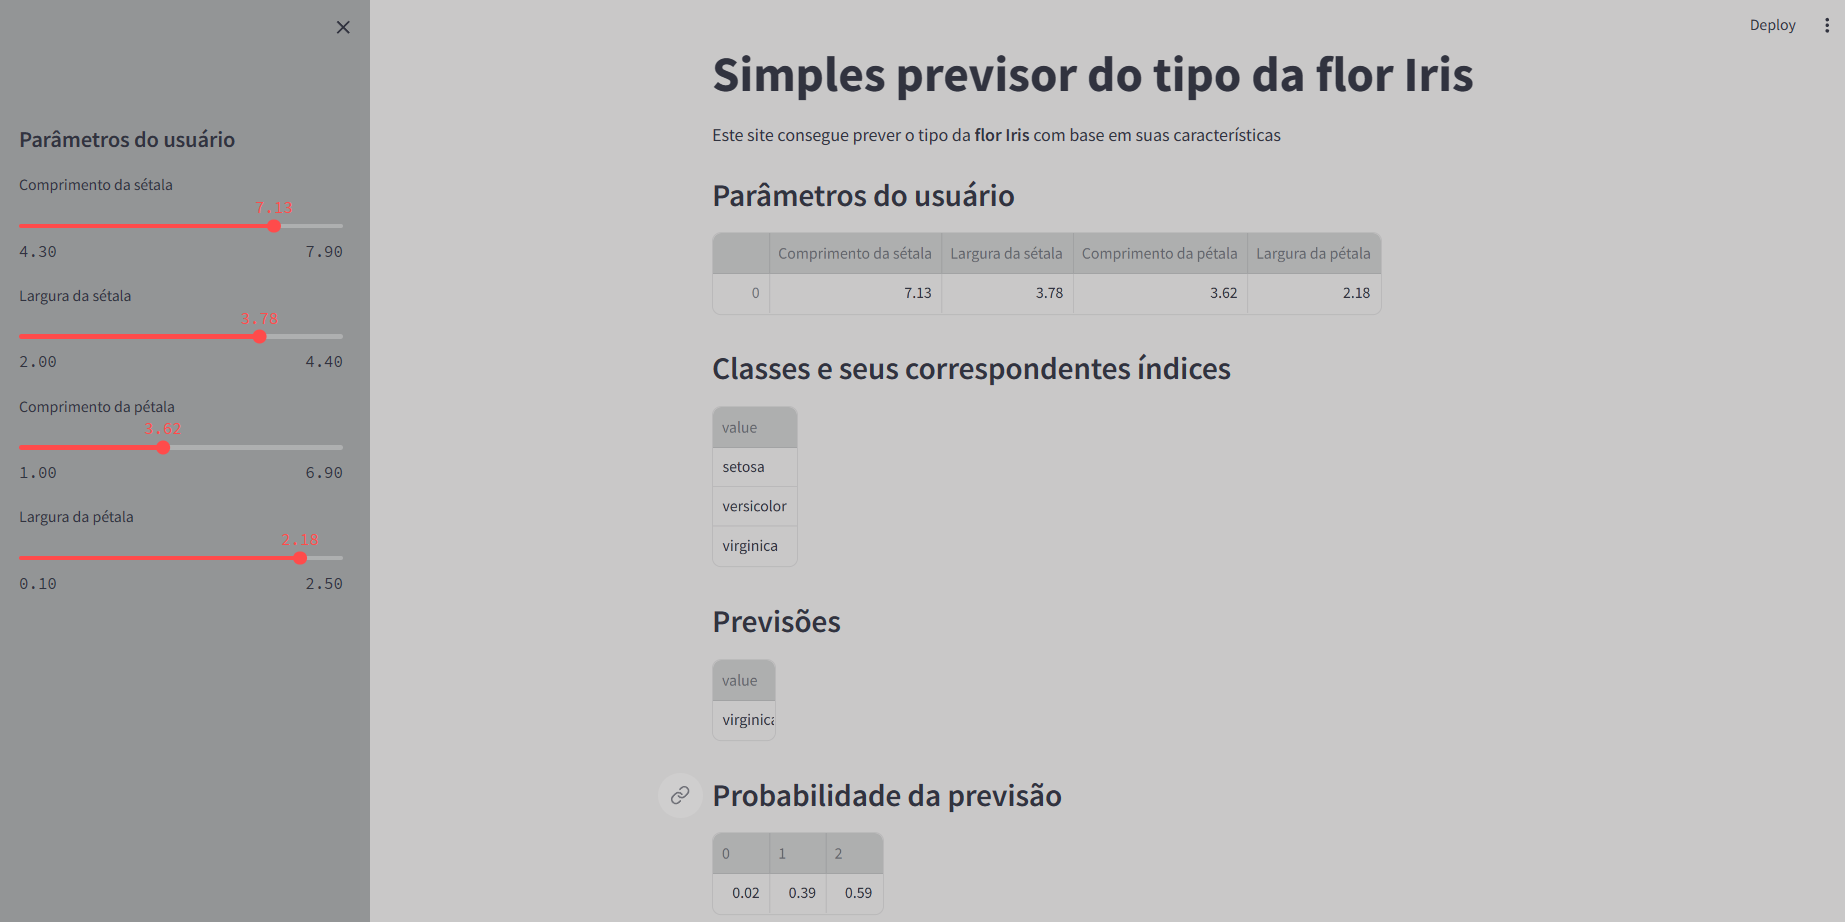 Deploy
Parâmetros do usuário
Comprimento da sétala
7.13
4.30 7.90
Largura da sétala
3.78
2.00 4.40
Comprimento da pétala
3.62
1.00 6.90
Largura da pétala
2.18
0.10 2.50
Simples previsor do tipo da flor Iris
Este site consegue prever o tipo da flor Iris com base em suas características
Parâmetros do usuário
Comprimento da sétala Largura da sétala Comprimento da pétala Largura da pétala
0 7.13 3.78 3.62 2.18
Classes e seus correspondentes índices
value
setosa
versicolor
virginica
Previsões
value
virginica
Probabilidade da previsão
0 1 2
0.02 0.39 0.59